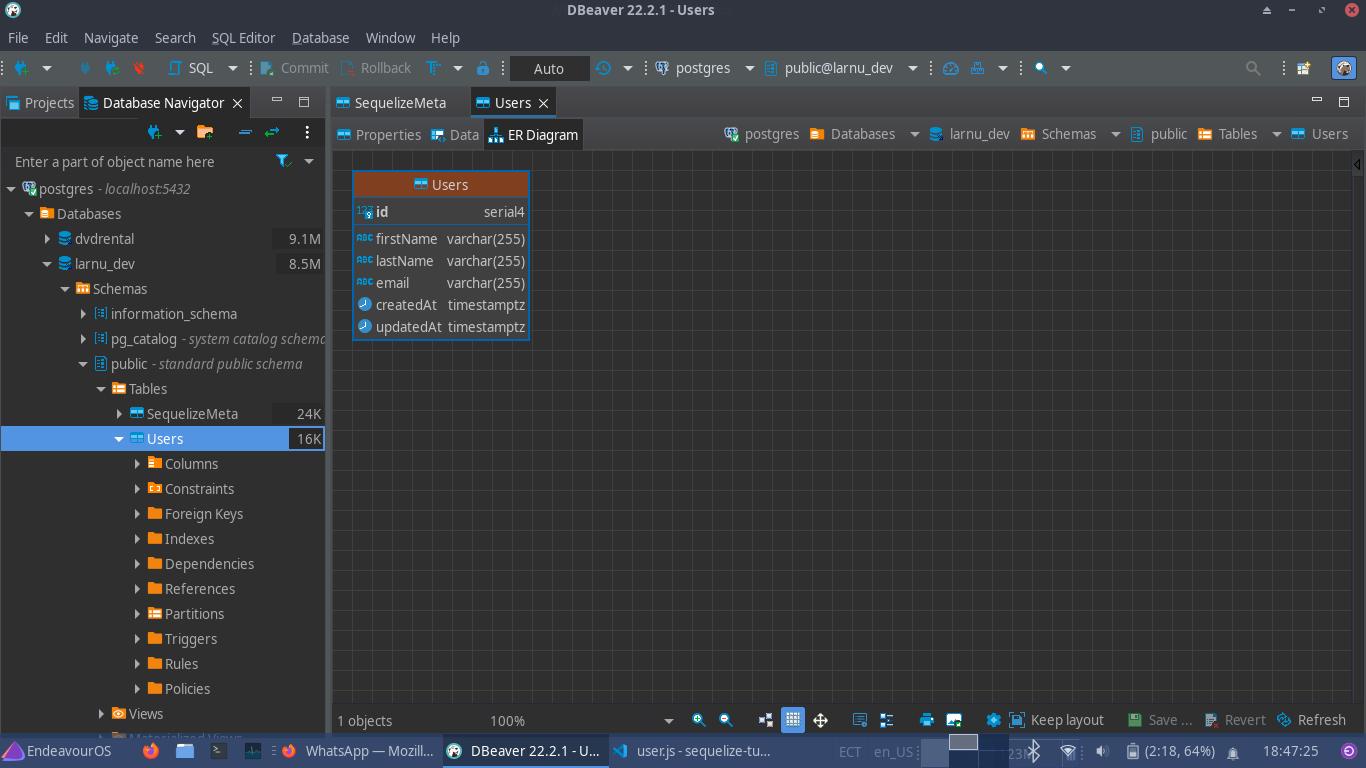 DBeaver 22.2.1 - Users
File Edit Navigate Search SQL Editor Database Window Help
SQL Commit Rollback Auto postgres public@larnu_dev
Projects Database Navigator SequelizeMeta Users
Properties Data ER Diagram postgres Databases larnu_dev Schemas public Tables Users
Enter a part of object name here
postgres - localhost:5432
Databases
dvdrental 9.1M
larnu_dev 8.5M
Schemas
information_schema
pg_catalog - system catalog schema
public - standard public schema
Tables
SequelizeMeta 24K
Users 16K
Columns
Constraints
Foreign Keys
Indexes
Dependencies
References
Partitions
Triggers
Rules
Policies
Views
Materialized Views
Users
id serial4
firstName varchar(255)
lastName varchar(255)
email varchar(255)
createdAt timestamptz
updatedAt timestamptz
1 objects 100% Keep layout Save ... Revert Refresh
EndeavourOS WhatsApp — Mozill... DBeaver 22.2.1 - U... user.js - sequelize-tu... ECT en_US (2:18, 64%) 18:47:25